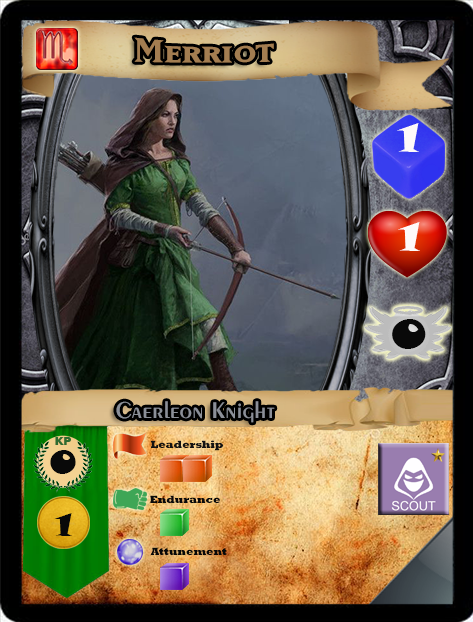 Merriot
1
1
Caerleon Knight
KP
Leadership
Endurance
1
Attunement
SCOUT